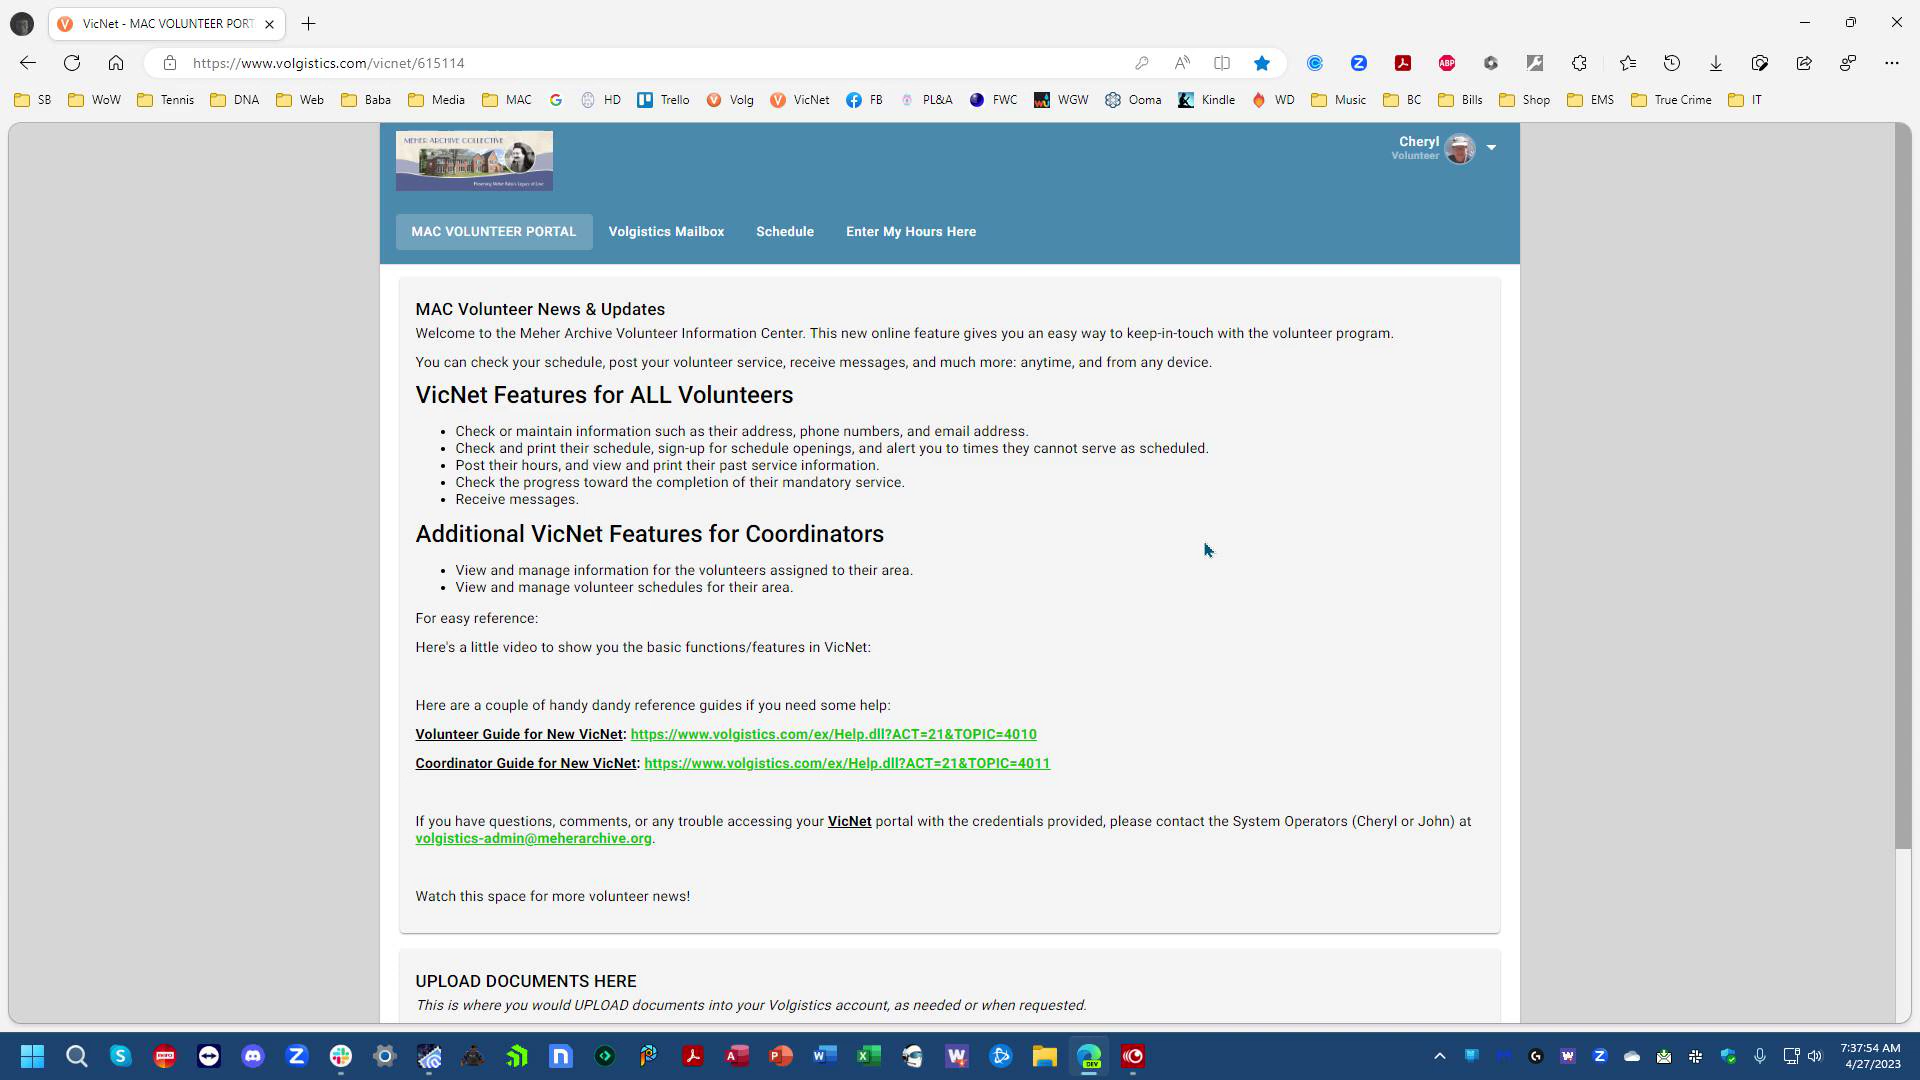 VicNet - MAC VOLUNTEER PORT
https://www.volgistics.com/vicnet/615114
SB WoW Tennis DNA Web Baba Media MAC HD Trello Volg VicNet FB PL&A FWC WGW Ooma Kindle WD Music BC Bills Shop EMS True Crime IT
MEHER ARCHIVE COLLECTIVE
Preserving Meher Baba's Legacy of Love
Cheryl
Volunteer
MAC VOLUNTEER PORTAL Volgistics Mailbox Schedule Enter My Hours Here
MAC Volunteer News & Updates
Welcome to the Meher Archive Volunteer Information Center. This new online feature gives you an easy way to keep-in-touch with the volunteer program.
You can check your schedule, post your volunteer service, receive messages, and much more: anytime, and from any device.
VicNet Features for ALL Volunteers
• Check or maintain information such as their address, phone numbers, and email address.
• Check and print their schedule, sign-up for schedule openings, and alert you to times they cannot serve as scheduled.
• Post their hours, and view and print their past service information.
• Check the progress toward the completion of their mandatory service.
• Receive messages.
Additional VicNet Features for Coordinators
• View and manage information for the volunteers assigned to their area.
• View and manage volunteer schedules for their area.
For easy reference:
Here's a little video to show you the basic functions/features in VicNet:
Here are a couple of handy dandy reference guides if you need some help:
Volunteer Guide for New VicNet: https://www.volgistics.com/ex/Help.dll?ACT=21&TOPIC=4010
Coordinator Guide for New VicNet: https://www.volgistics.com/ex/Help.dll?ACT=21&TOPIC=4011
If you have questions, comments, or any trouble accessing your VicNet portal with the credentials provided, please contact the System Operators (Cheryl or John) at
volgistics-admin@meherarchive.org.
Watch this space for more volunteer news!
UPLOAD DOCUMENTS HERE
This is where you would UPLOAD documents into your Volgistics account, as needed or when requested.
7:37:54 AM
4/27/2023